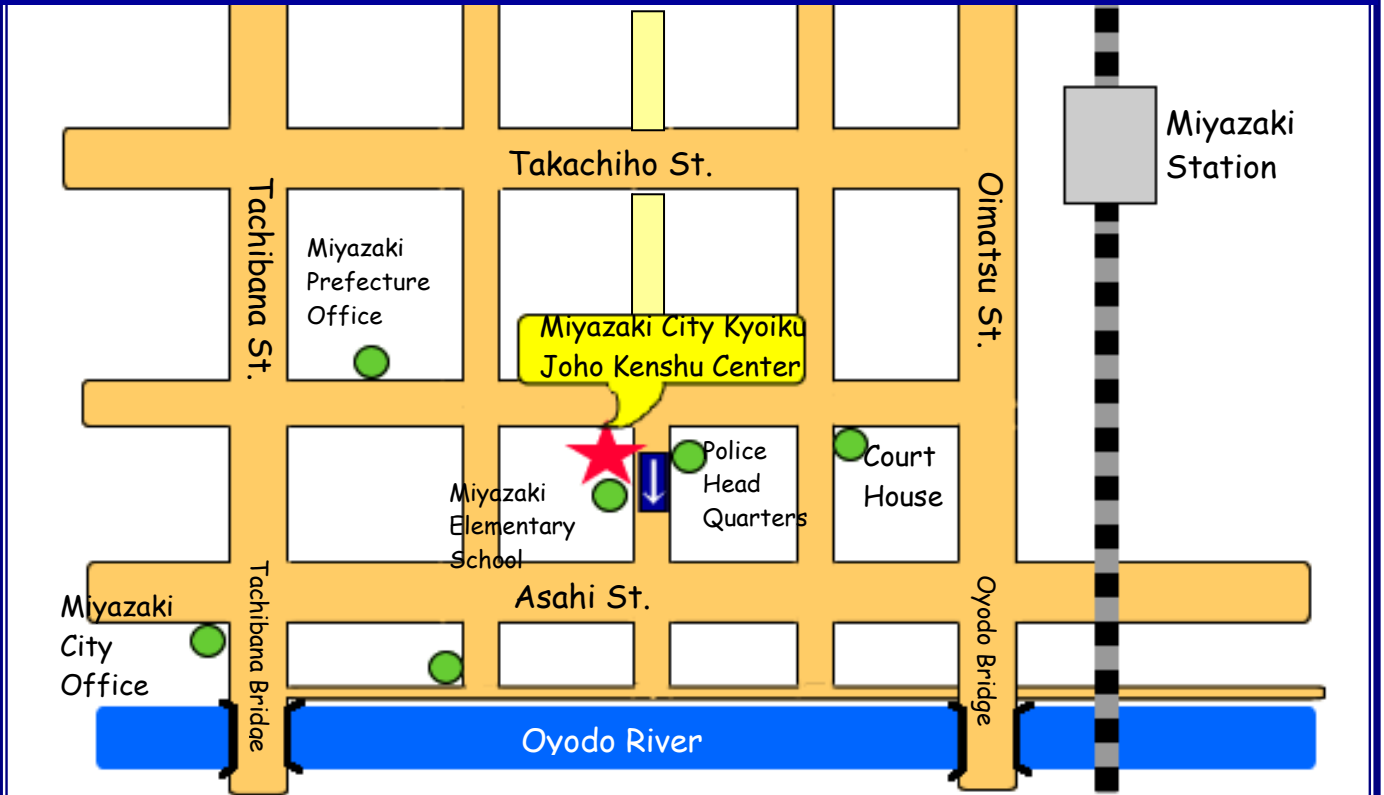 Miyazaki
Station
Takachiho St.
Tachibana St.
Oimatsu St.
Miyazaki
Prefecture
Office
Miyazaki City Kyoiku
Joho Kenshu Center
Police
Head
Quarters
Court
House
Miyazaki
Elementary
School
Asahi St.
Miyazaki
City
Office
Tachibana Bridge
Oyodo Bridge
Oyodo River